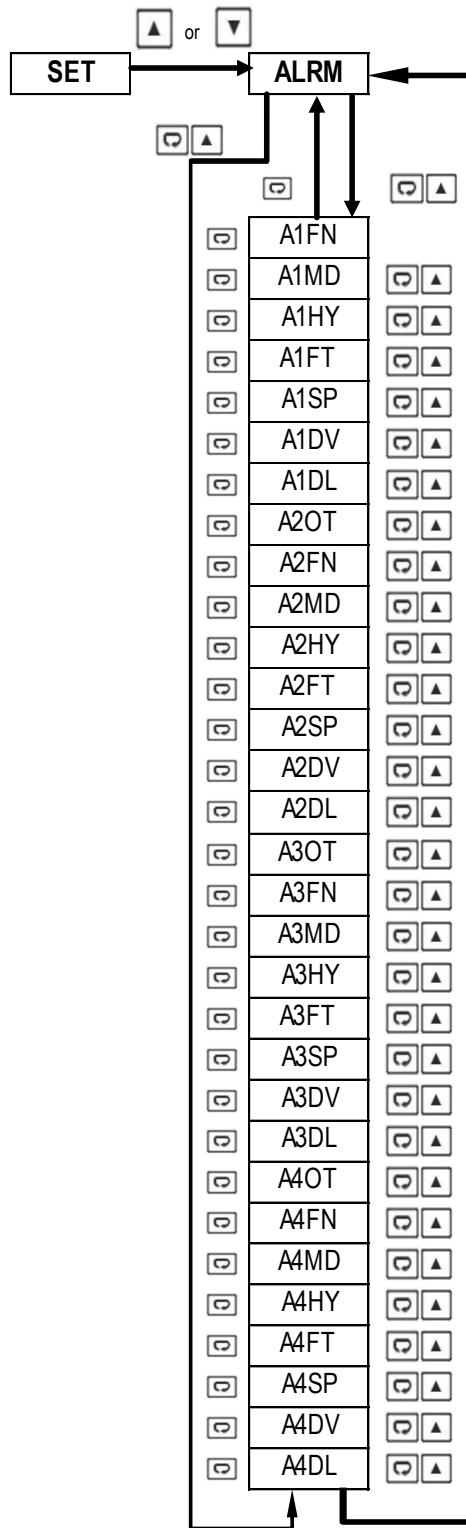 or
SET
ALRM
A1FN
A1MD
A1HY
A1FT
A1SP
A1DV
A1DL
A2OT
A2FN
A2MD
A2HY
A2FT
A2SP
A2DV
A2DL
A3OT
A3FN
A3MD
A3HY
A3FT
A3SP
A3DV
A3DL
A4OT
A4FN
A4MD
A4HY
A4FT
A4SP
A4DV
A4DL